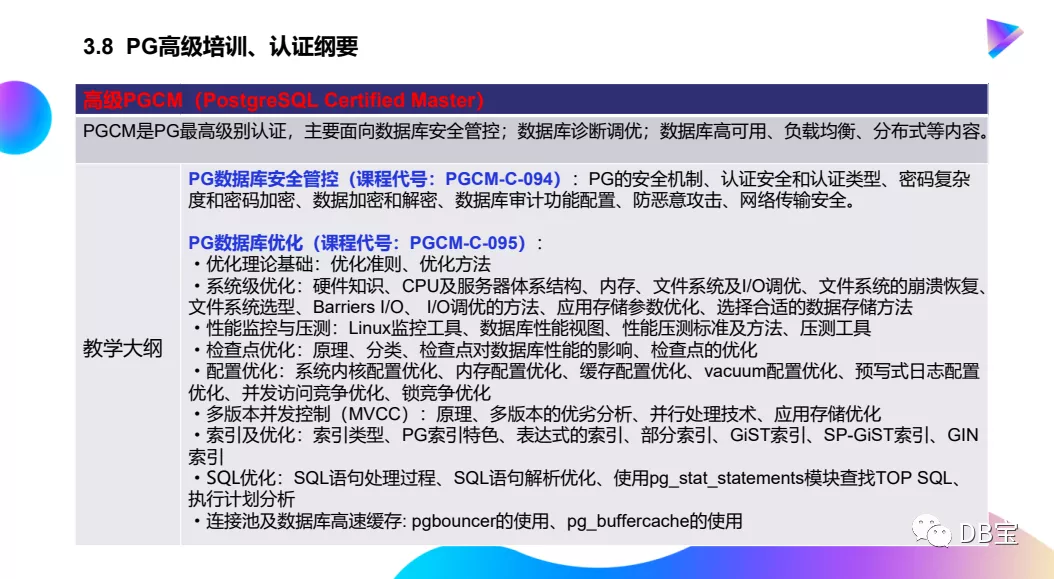 3.8 PG高级培训、认证纲要
高级PGCM（PostgreSQL Certified Master）
PGCM是PG最高级别认证，主要面向数据库安全管控；数据库诊断调优；数据库高可用、负载均衡、分布式等内容。
教学大纲
PG数据库安全管控（课程代号：PGCM-C-094）：PG的安全机制、认证安全和认证类型、密码复杂
度和密码加密、数据加密和解密、数据库审计功能配置、防恶意攻击、网络传输安全。
PG数据库优化（课程代号：PGCM-C-095）：
・优化理论基础：优化准则、优化方法
・系统级优化：硬件知识、CPU及服务器体系结构、内存、文件系统及I/O调优、文件系统的崩溃恢复、
文件系统选型、Barriers I/O、 I/O调优的方法、应用存储参数优化、选择合适的数据存储方法
・性能监控与压测：Linux监控工具、数据库性能视图、性能压测标准及方法、压测工具
・检查点优化：原理、分类、检查点对数据库性能的影响、检查点的优化
・配置优化：系统内核配置优化、内存配置优化、缓存配置优化、vacuum配置优化、预写式日志配置
优化、并发访问竞争优化、锁竞争优化
・多版本并发控制（MVCC）：原理、多版本的优劣分析、并行处理技术、应用存储优化
・索引及优化：索引类型、PG索引特色、表达式的索引、部分索引、GiST索引、SP-GiST索引、GIN
索引
・SQL优化：SQL语句处理过程、SQL语句解析优化、使用pg_stat_statements模块查找TOP SQL、
执行计划分析
・连接池及数据库高速缓存: pgbouncer的使用、pg_buffercache的使用
DB宝